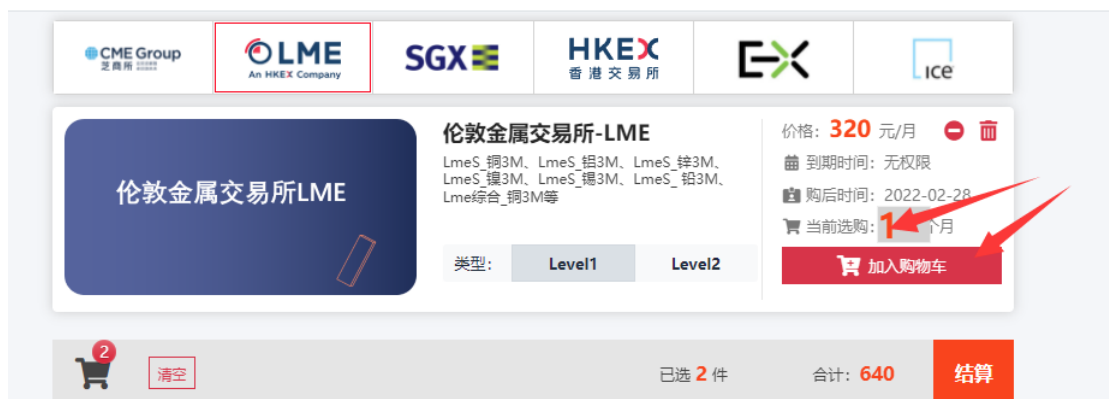 CME Group
芝商所
LME
An HKEX Company
SGX
HKEX
香港交易所
EX
ice
伦敦金属交易所LME
伦敦金属交易所-LME
LmeS_铜3M、LmeS_铝3M、LmeS_锌3M、
LmeS_镍3M、LmeS_锡3M、LmeS_ 铅3M、
Lme综合_铜3M等
类型: Level1 Level2
价格: 320 元/月
到期时间: 无权限
购后时间: 2022-02-28
当前选购: 1 个月
加入购物车
2
清空
已选 2 件
合计: 640
结算